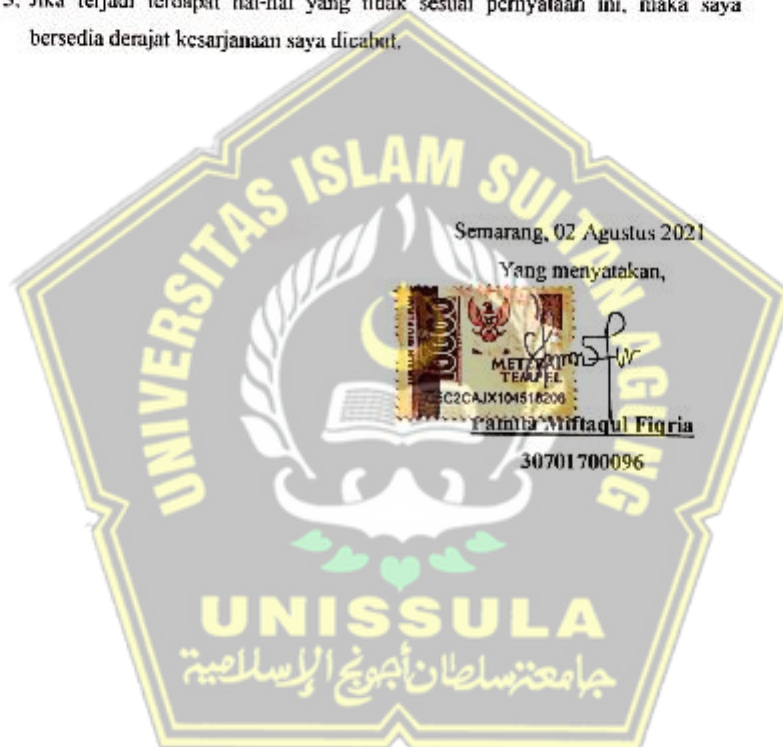 3. Jika terjadi terdapat hal-hal yang tidak sesuai pernyataan ini, maka saya
bersedia derajat kesarjanaan saya dicabut.
UNIVERSITAS ISLAM SULTAN AGUNG
Semarang, 02 Agustus 2021
Yang menyatakan,
10000
METERAI
TEMPEL
EC2CAJX104518206
Miftaqul Fiqria
30701700096
UNISSULA
جامعة سلطان أجونج الإسلامية